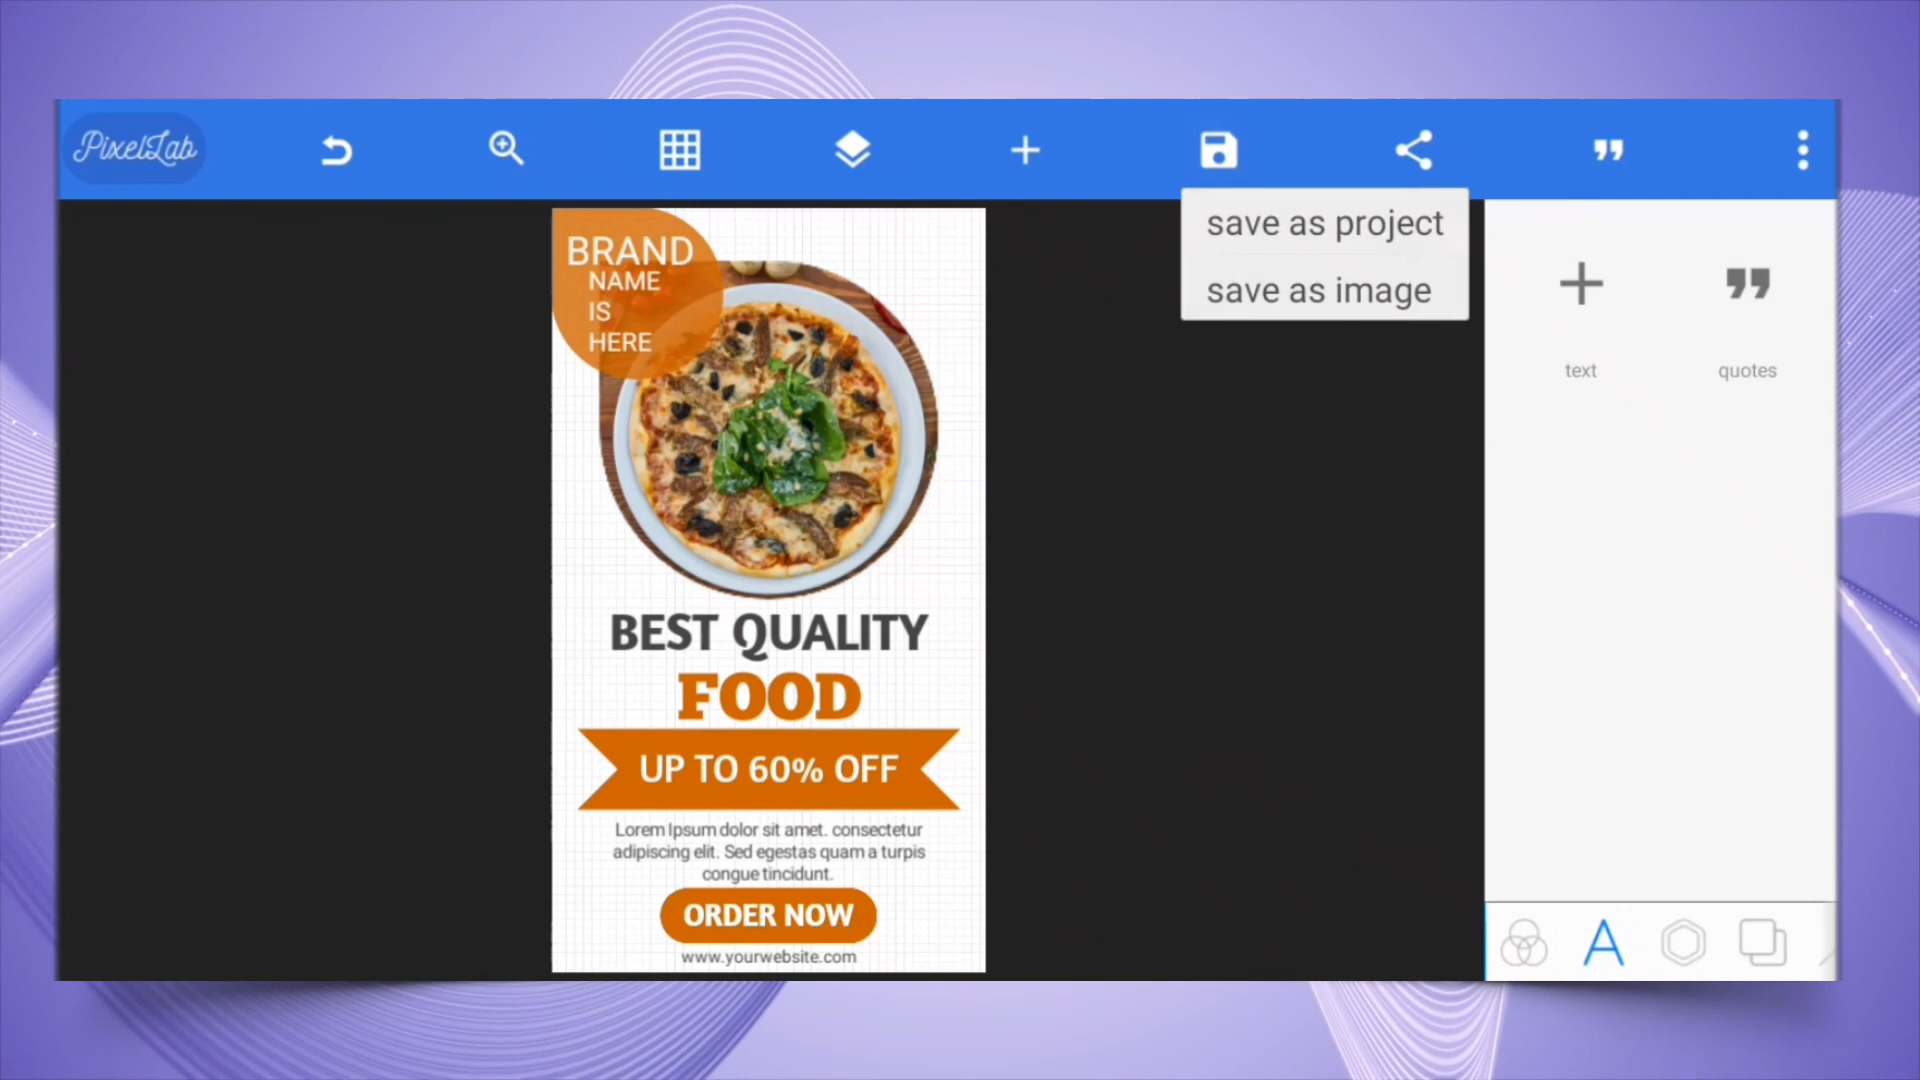 PixelLab
save as project
save as image
text
quotes
BRAND
NAME
IS
HERE
BEST QUALITY
FOOD
UP TO 60% OFF
Lorem Ipsum dolor sit amet. consectetur
adipiscing elit. Sed egestas quam a turpis
congue tincidunt.
ORDER NOW
www.yourwebsite.com